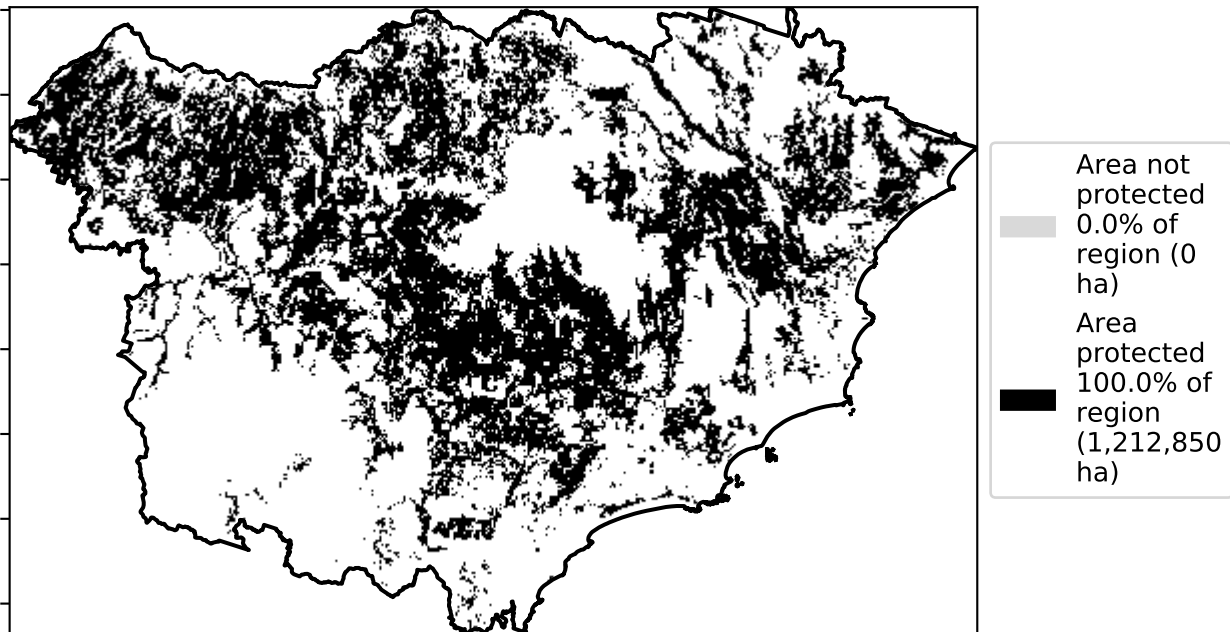 Area not
protected
0.0% of
region (0
ha)
Area
protected
100.0% of
region
(1,212,850
ha)